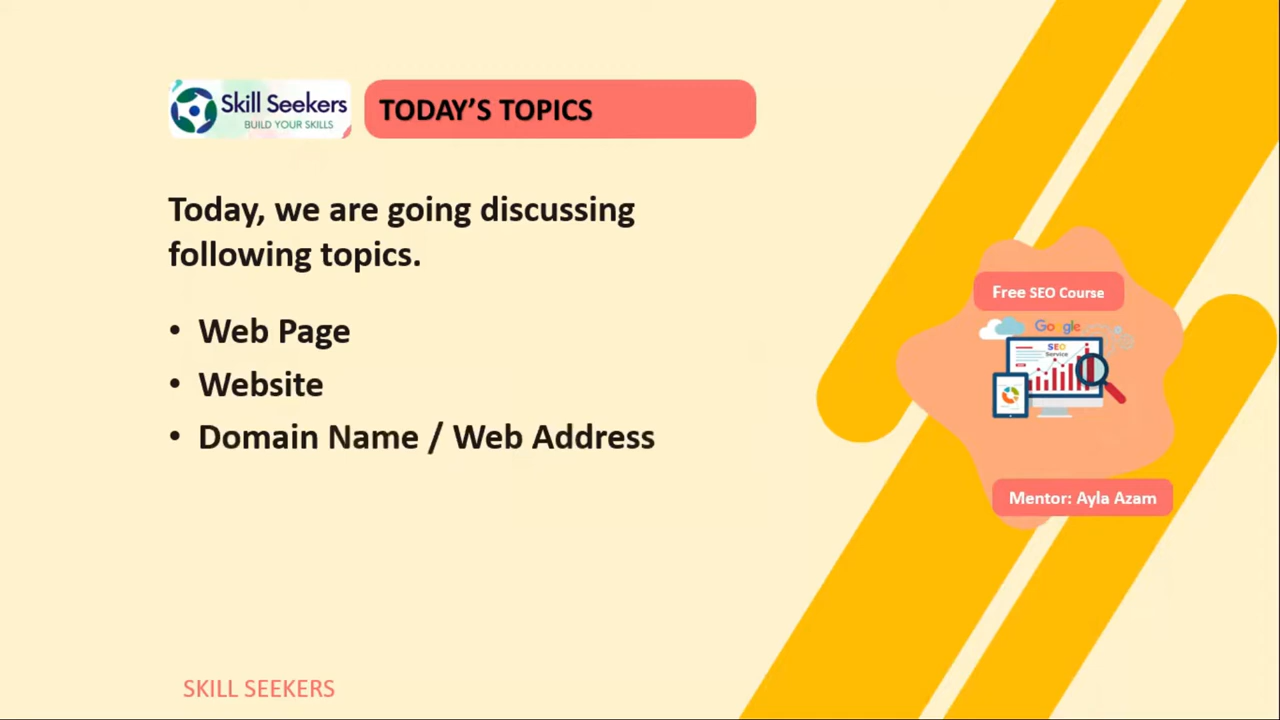 Skill Seekers
BUILD YOUR SKILLS
TODAY'S TOPICS
Today, we are going discussing
following topics.
• Web Page
• Website
• Domain Name / Web Address
Free SEO Course
Google
SEO
Service
Mentor: Ayla Azam
SKILL SEEKERS